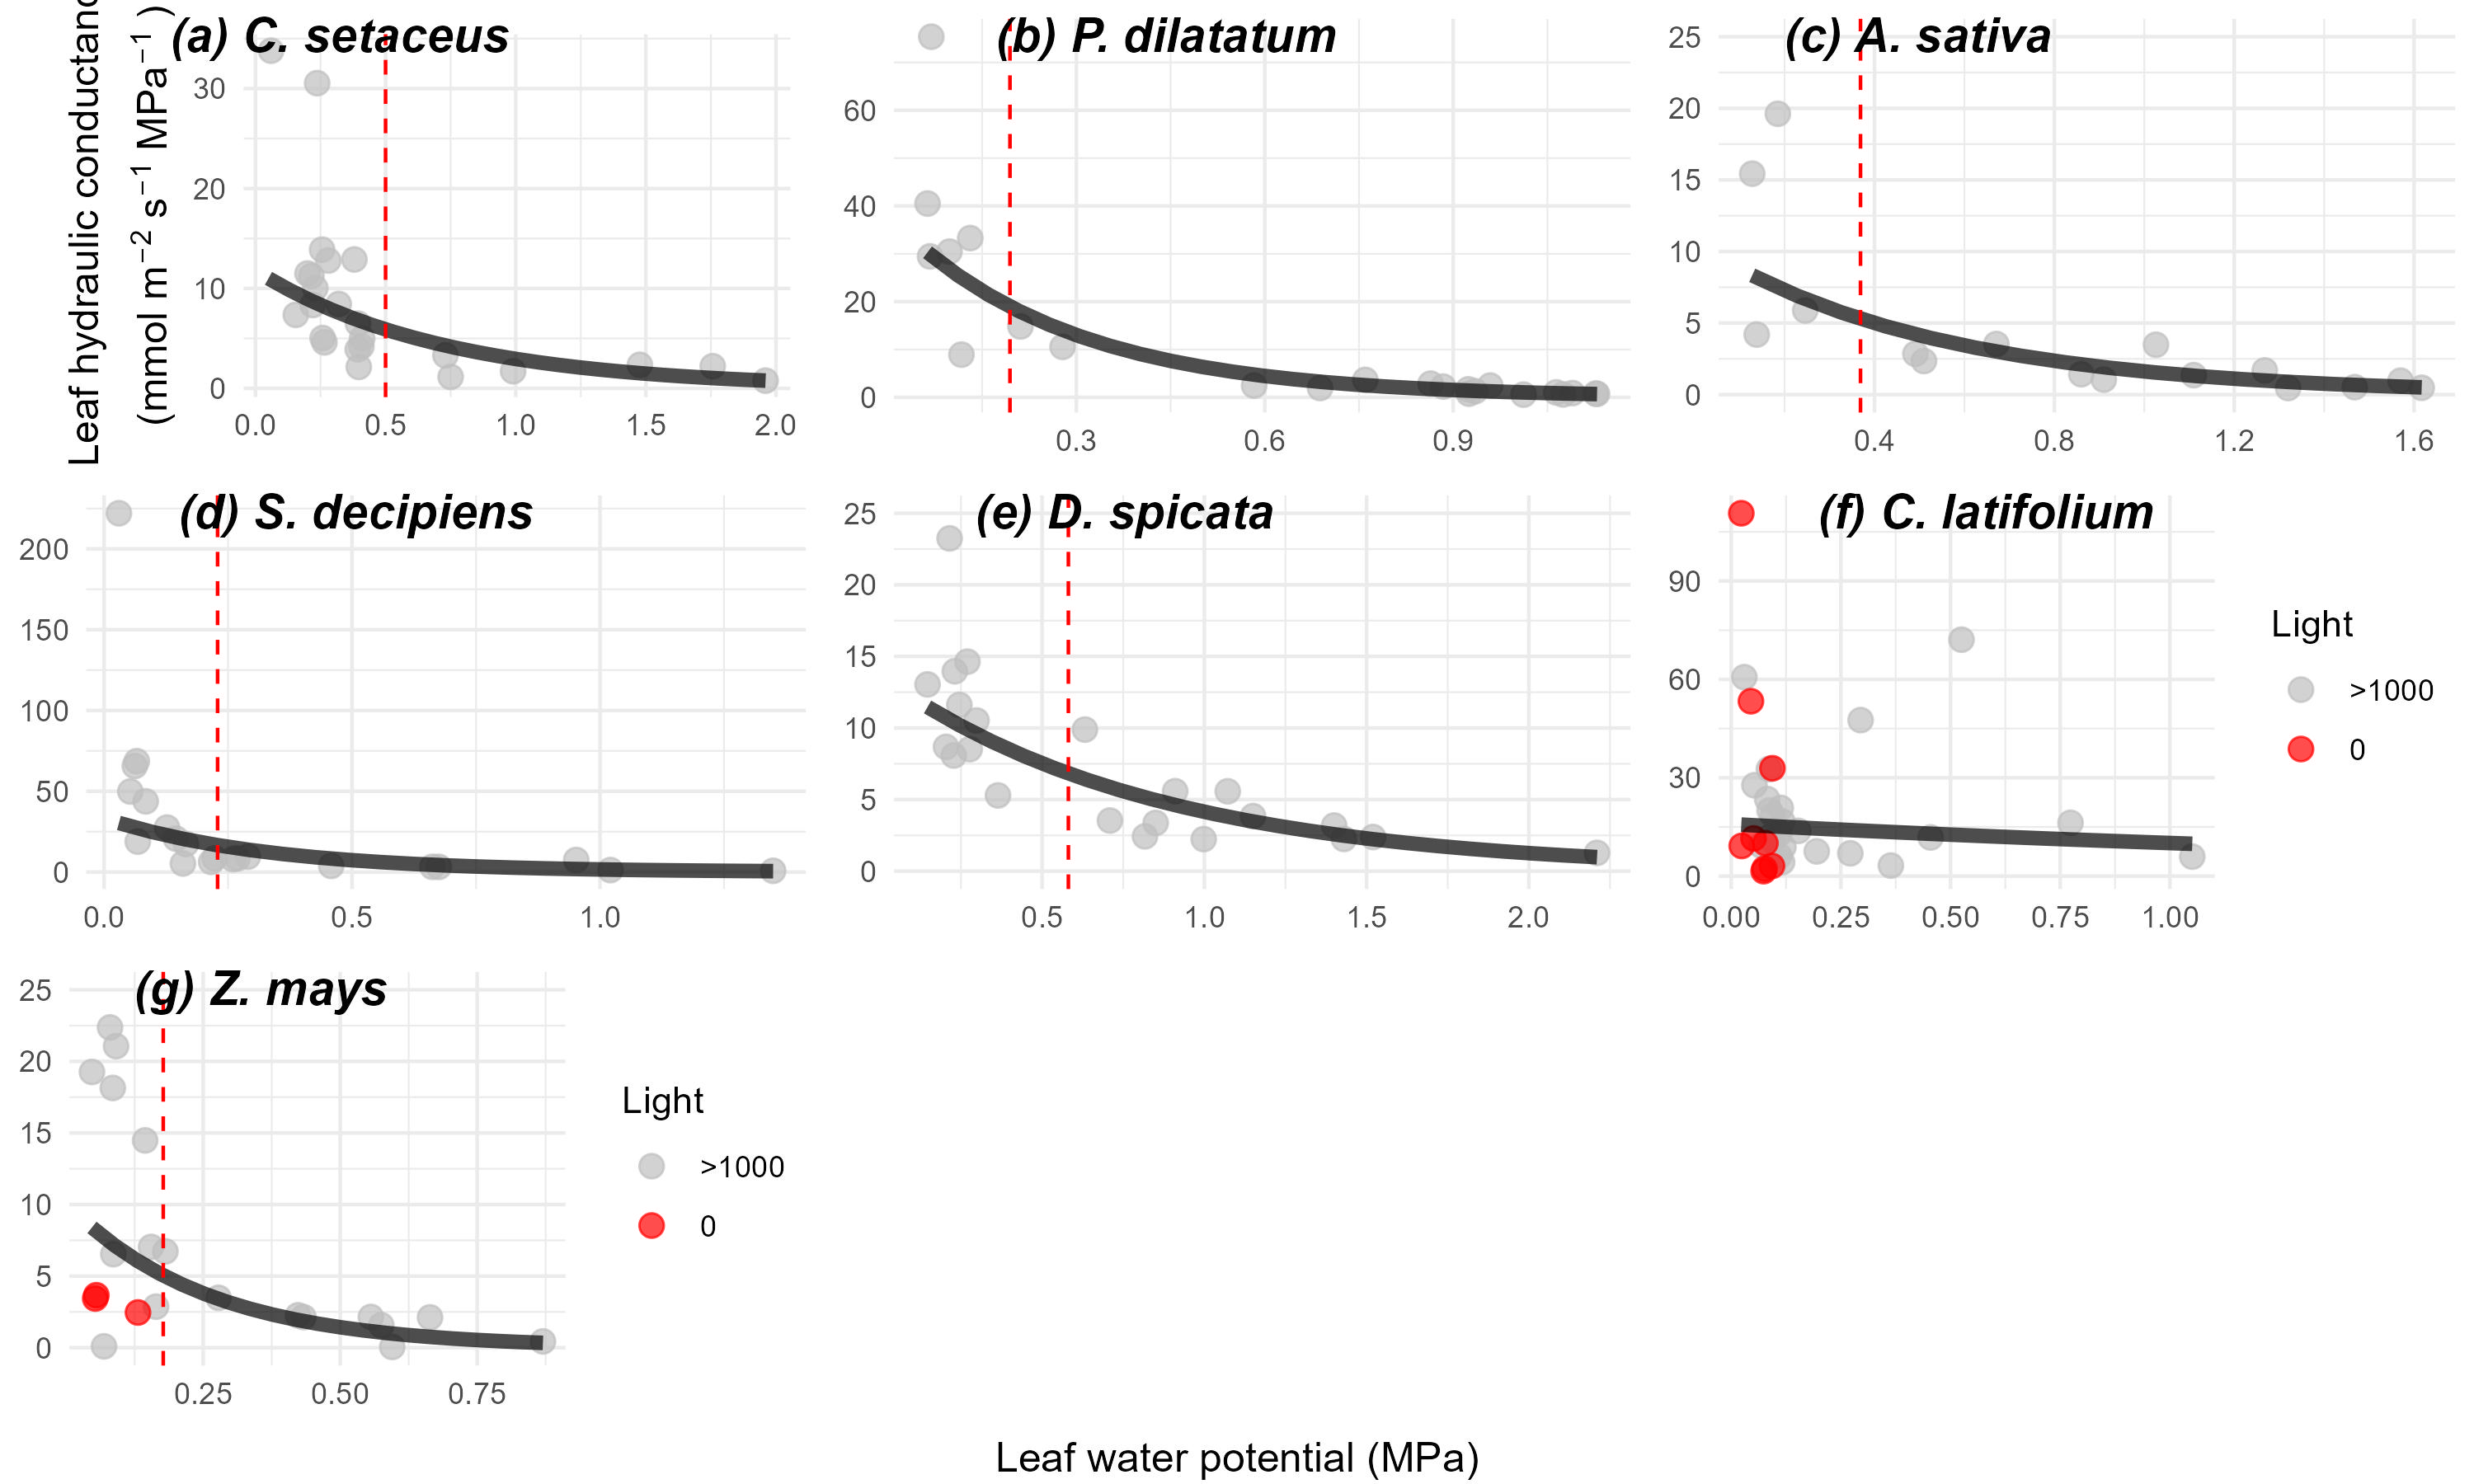 Leaf hydraulic conductan
(mmol m⁻² s⁻¹ MPa⁻¹)
(a) C. setaceus
30
20
10
0
0.0 0.5 1.0 1.5 2.0
(b) P. dilatatum
60
40
20
0
0.3 0.6 0.9
(c) A. sativa
25
20
15
10
5
0
0.4 0.8 1.2 1.6
(d) S. decipiens
200
150
100
50
0
0.0 0.5 1.0
(e) D. spicata
25
20
15
10
5
0
0.5 1.0 1.5 2.0
(f) C. latifolium
90
60
30
0
0.00 0.25 0.50 0.75 1.00
Light
>1000
0
(g) Z. mays
25
20
15
10
5
0
0.25 0.50 0.75
Light
>1000
0
Leaf water potential (MPa)